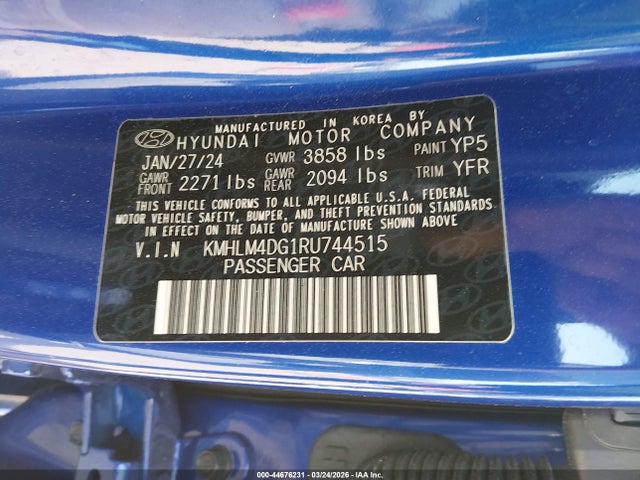 MANUFACTURED IN KOREA BY
HYUNDAI MOTOR COMPANY
JAN/27/24 GVWR 3858 lbs PAINT YP5
GAWR FRONT 2271 lbs GAWR REAR 2094 lbs TRIM YFR
THIS VEHICLE CONFORMS TO ALL APPLICABLE U.S.A. FEDERAL
MOTOR VEHICLE SAFETY, BUMPER, AND THEFT PREVENTION STANDARDS
IN EFFECT ON THE DATE OF MANUFACTURE SHOWN ABOVE.
V.I.N KMHLM4DG1RU744515
PASSENGER CAR
000-44676231 - 03/24/2026 - IAA Inc.